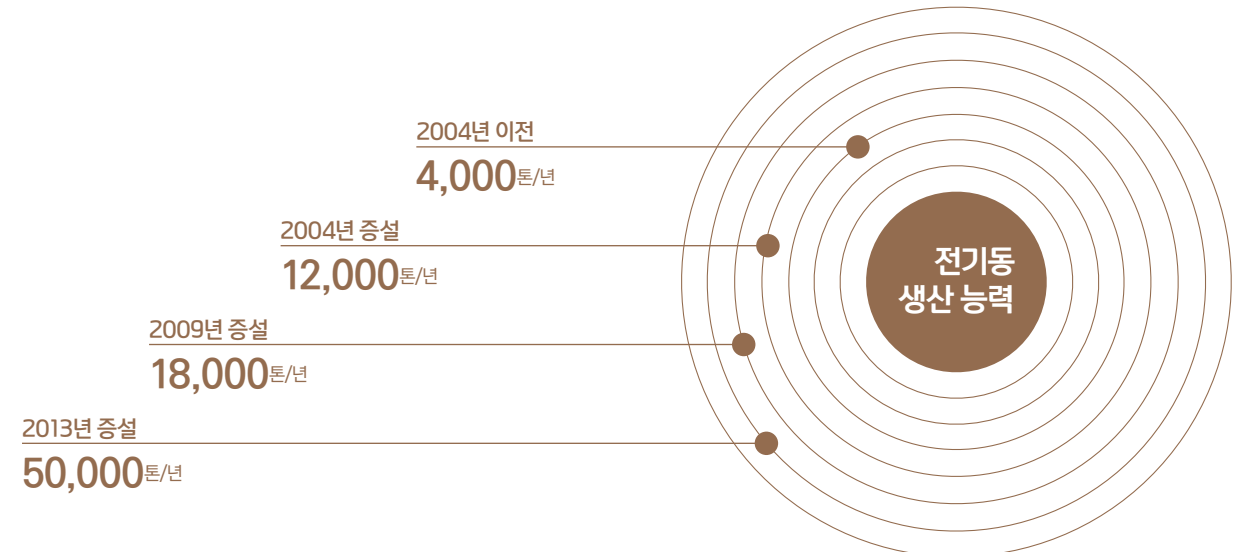 2004년 이전
4,000톤/년
2004년 증설
12,000톤/년
2009년 증설
18,000톤/년
2013년 증설
50,000톤/년
전기동
생산 능력